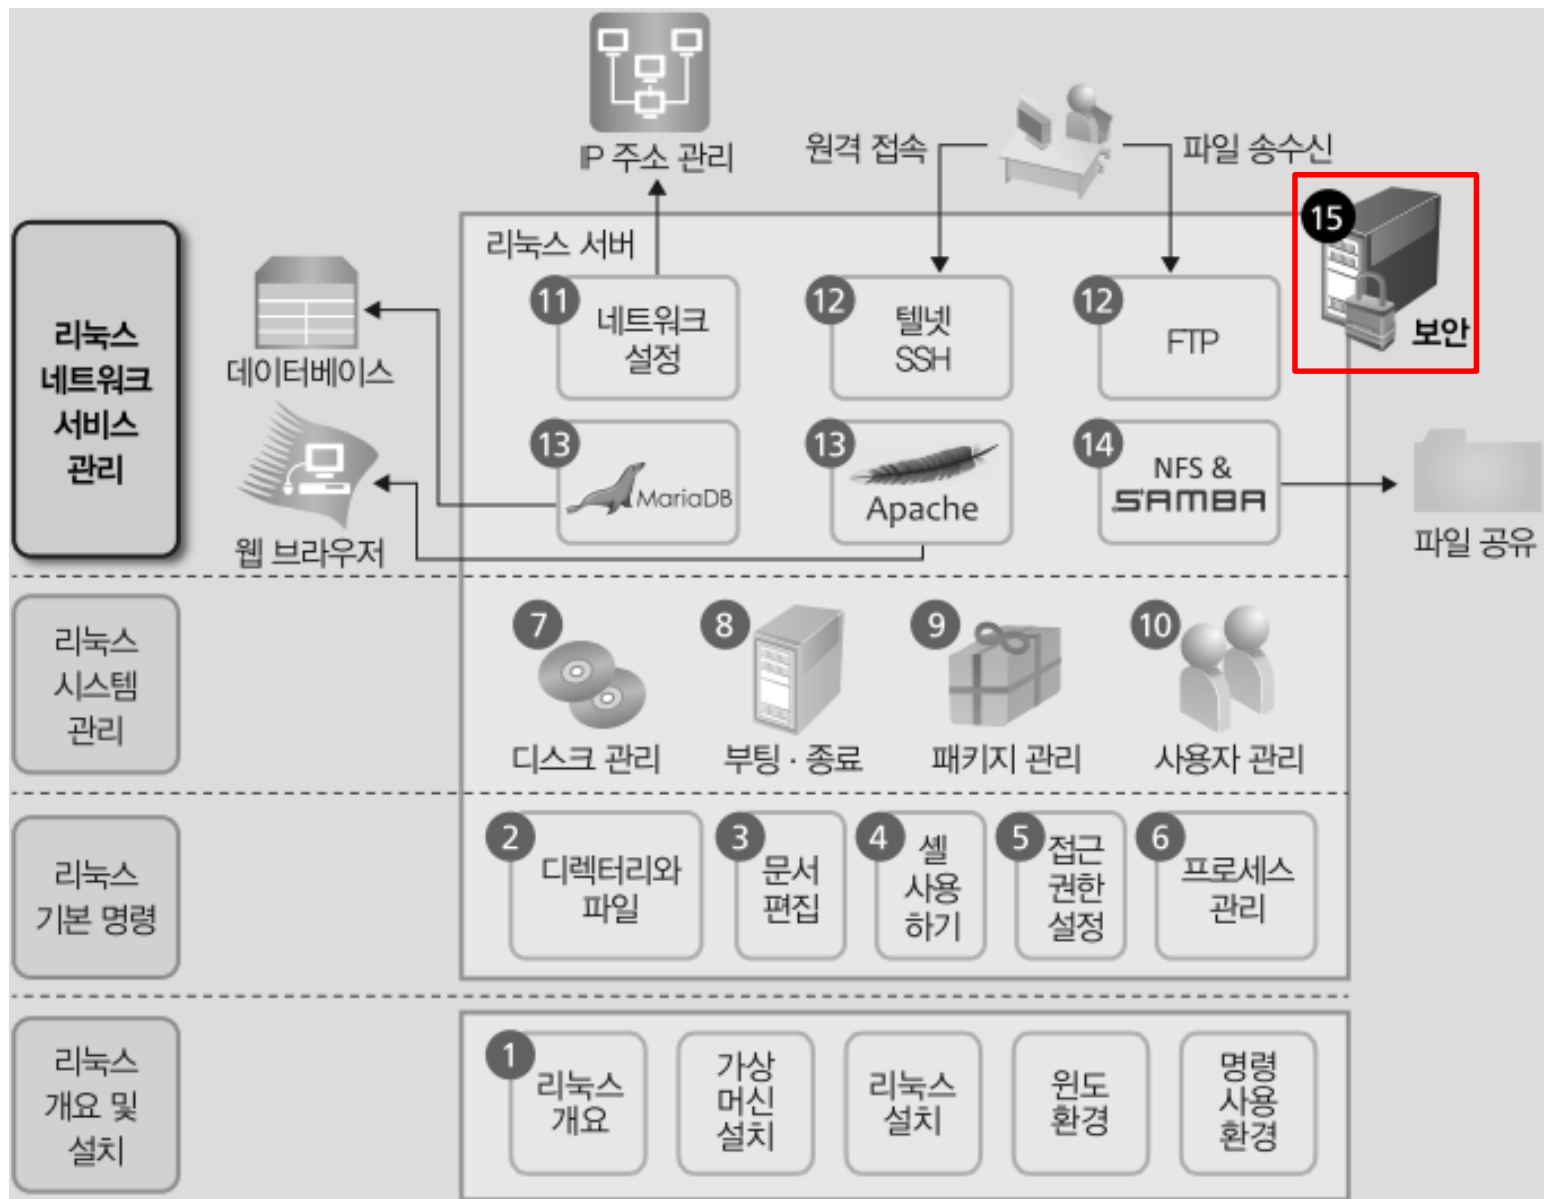 IP 주소 관리
원격 접속
파일 송수신
15
보안
리눅스
네트워크
서비스
관리
리눅스 서버
데이터베이스
웹 브라우저
11
네트워크
설정
12
텔넷
SSH
12
FTP
13
MariaDB
13
Apache
14
NFS &
SAMBA
파일 공유
리눅스
시스템
관리
7
디스크 관리
8
부팅 · 종료
9
패키지 관리
10
사용자 관리
리눅스
기본 명령
2
디렉터리와
파일
3
문서
편집
4
셸
사용
하기
5
접근
권한
설정
6
프로세스
관리
리눅스
개요 및
설치
1
리눅스
개요
가상
머신
설치
리눅스
설치
윈도
환경
명령
사용
환경